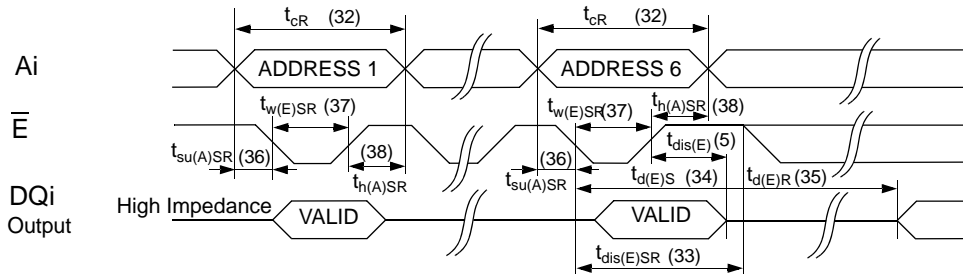 tcR (32) tcR (32)
Ai ADDRESS 1 ADDRESS 6
tw(E)SR (37) tw(E)SR (37) th(A)SR (38)
E
tsu(A)SR (36) (38) th(A)SR tsu(A)SR (36) tdis(E) (5)
td(E)S (34) td(E)R (35)
DQi
Output High Impedance VALID VALID
tdis(E)SR (33)